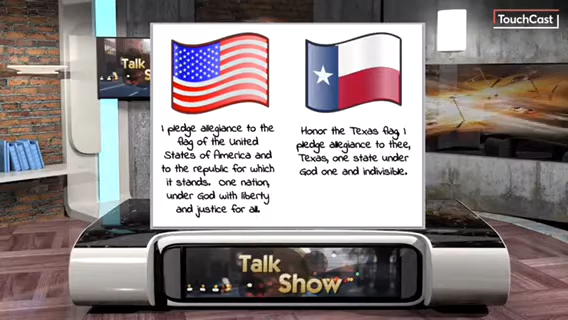 TouchCast
Talk
S
I pledge allegiance to the
flag of the United
States of America and
to the republic for which
it stands. One nation,
under God with liberty
and justice for all.
Honor the Texas flag, I
pledge allegiance to thee,
Texas, one state under
God one and indivisible.
Talk
Show